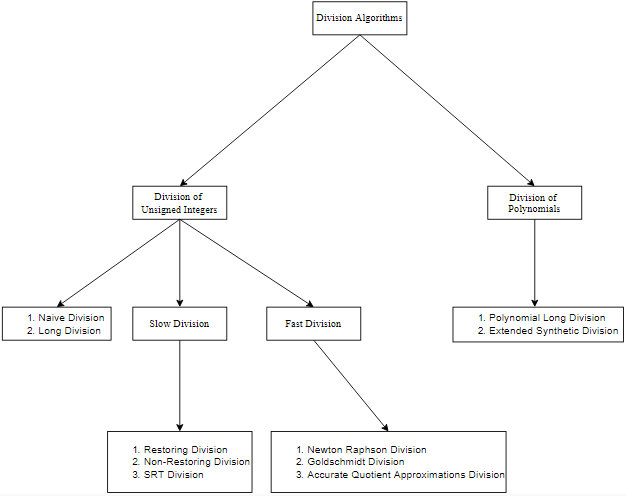 Division Algorithms
Division of
Unsigned Integers
Division of
Polynomials
1. Naive Division
2. Long Division
Slow Division
Fast Division
1. Polynomial Long Division
2. Extended Synthetic Division
1. Restoring Division
2. Non-Restoring Division
3. SRT Division
1. Newton Raphson Division
2. Goldschmidt Division
3. Accurate Quotient Approximations Division